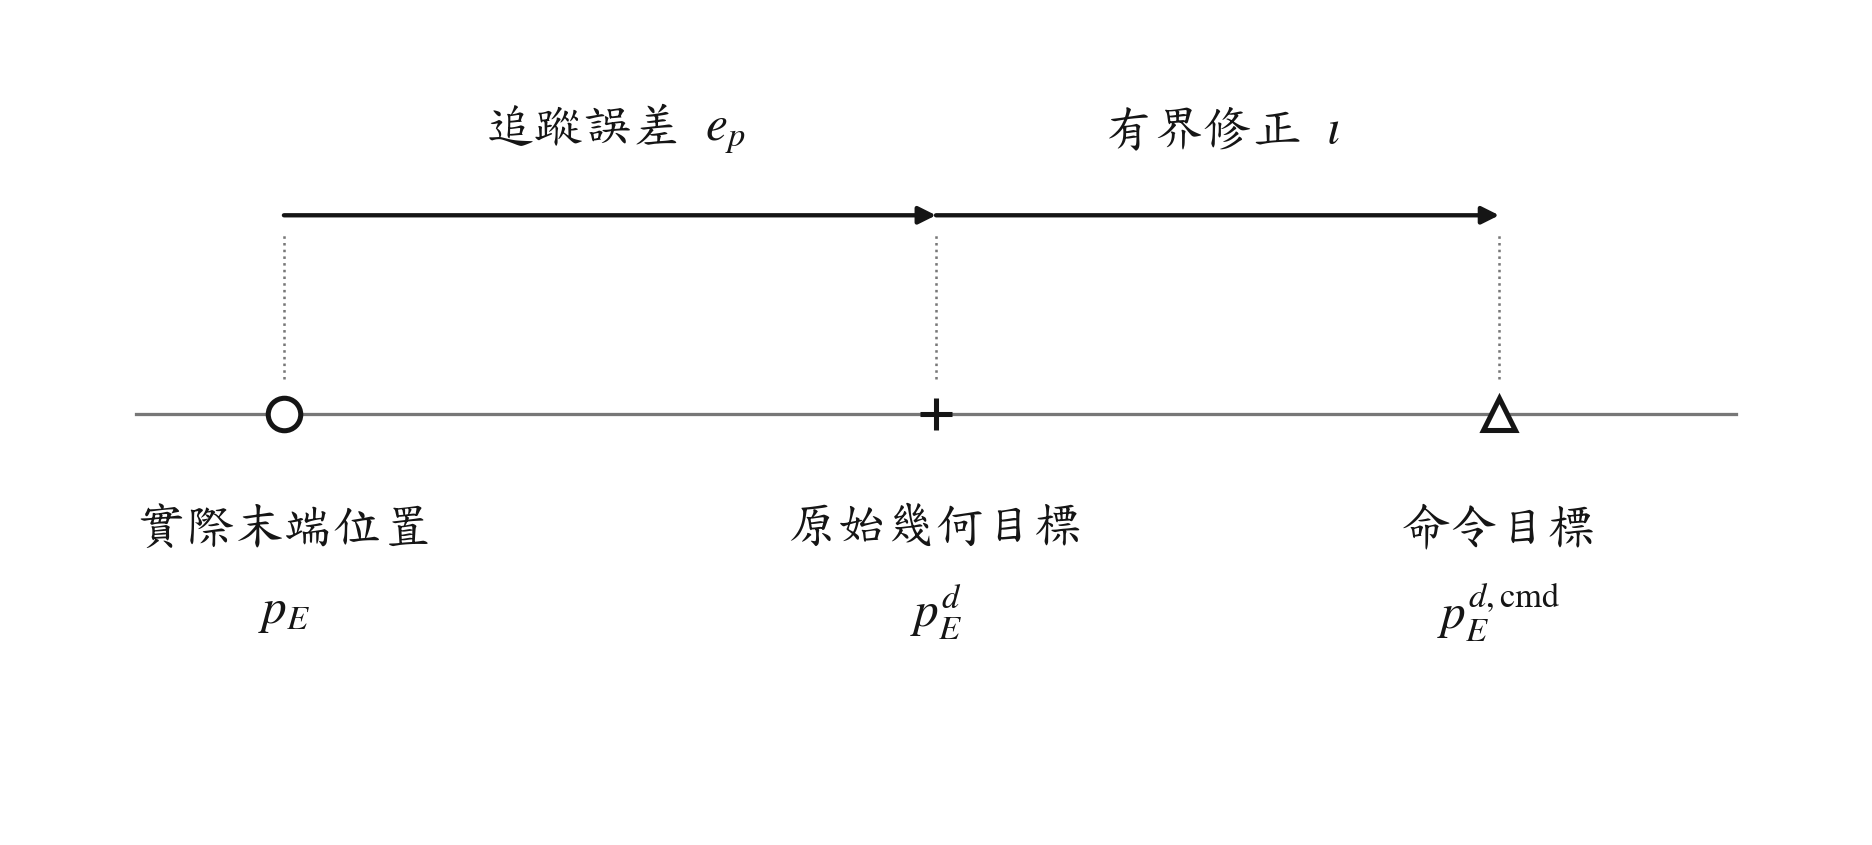 追蹤誤差 e_p
有界修正 ı
實際末端位置
p_E
原始幾何目標
p_E^d
命令目標
p_E^{d, cmd}